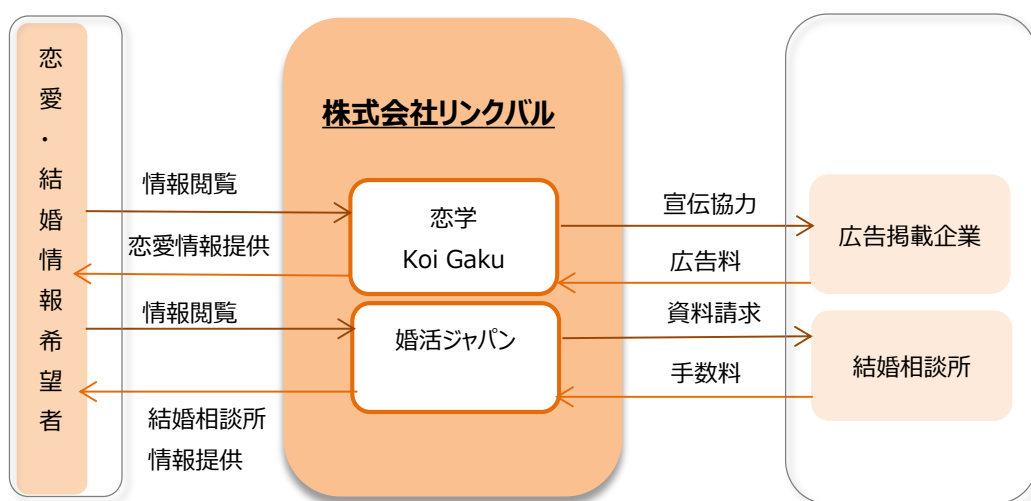 恋愛・結婚情報希望者
情報閲覧
恋愛情報提供
情報閲覧
結婚相談所
情報提供
株式会社リンクバル
恋学
Koi Gaku
婚活ジャパン
宣伝協力
広告料
資料請求
手数料
広告掲載企業
結婚相談所